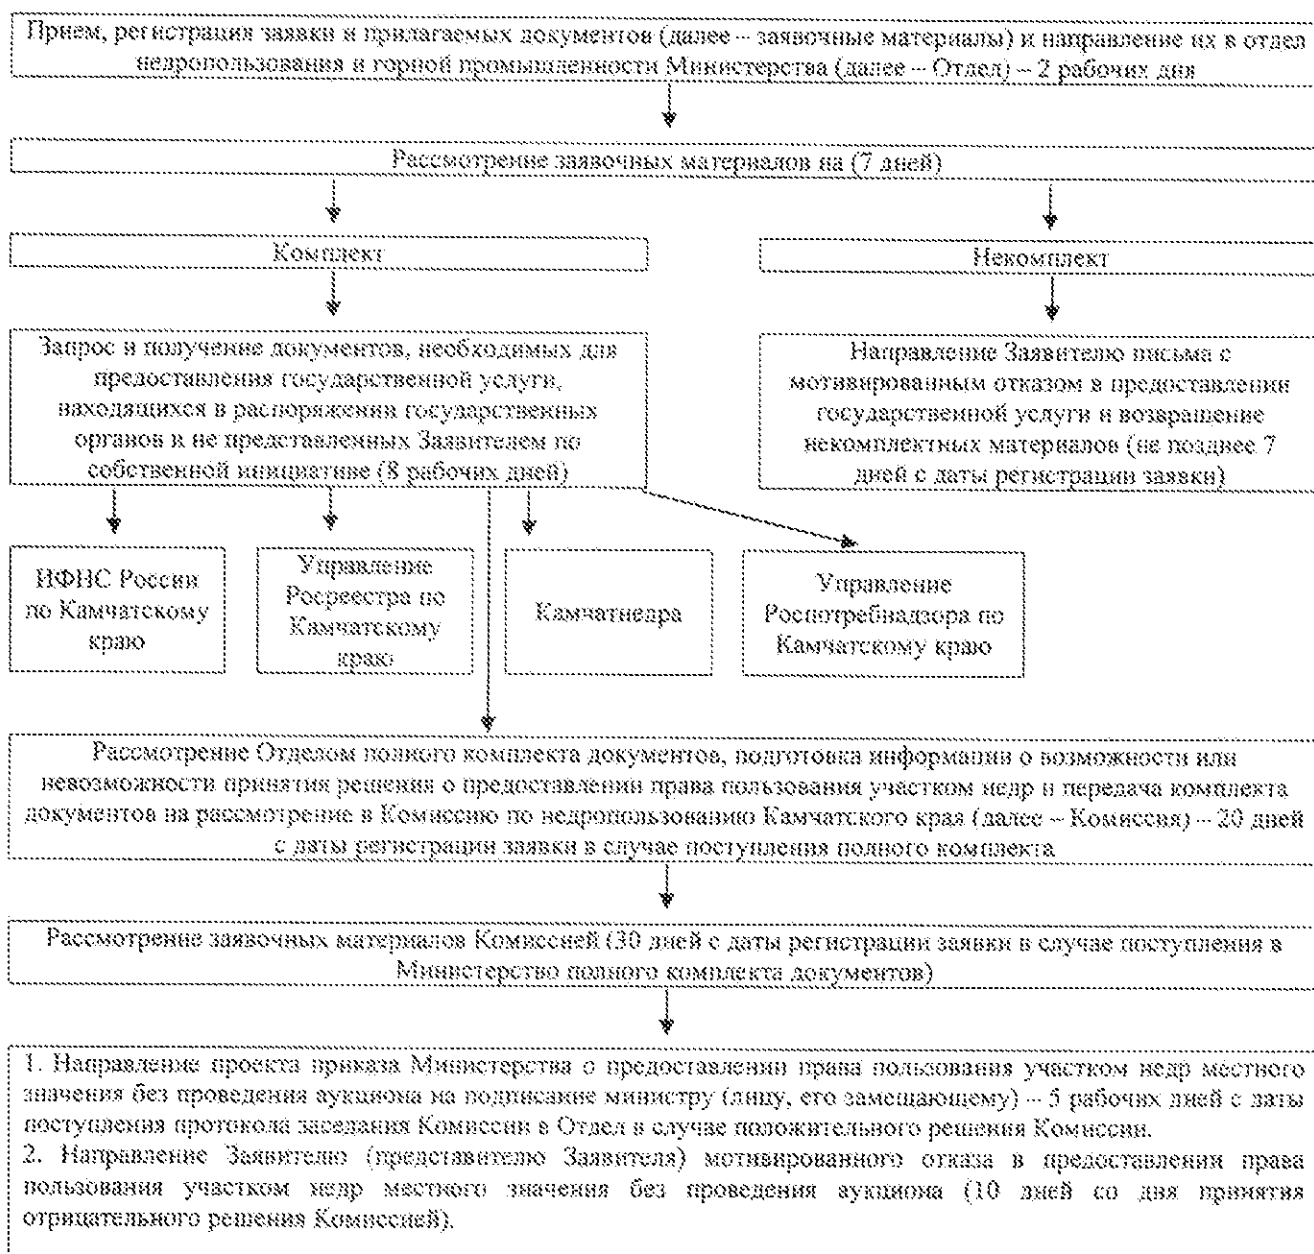 Прием, регистрация заявки и прилагаемых документов (далее – заявочные материалы) и направление их в отдел
недропользования и горной промышленности Министерства (далее – Отдел) – 2 рабочих дня
Рассмотрение заявочных материалов на (7 дней)
Комплект
Некомплект
Запрос и получение документов, необходимых для
предоставления государственной услуги,
находящихся в распоряжении государственных
органов и не представленных Заявителем по
собственной инициативе (8 рабочих дней)
Направление Заявителю письма с
мотивированным отказом в предоставлении
государственной услуги и возвращение
некомплектных материалов (не позднее 7
дней с даты регистрации заявки)
ИФНС России
по Камчатскому
краю
Управление
Росреестра по
Камчатскому
краю
Камчатнедра
Управление
Роспотребнадзора по
Камчатскому краю
Рассмотрение Отделом полного комплекта документов, подготовка информации о возможности или
невозможности принятия решения о предоставлении права пользования участком недр и передача комплекта
документов на рассмотрение в Комиссию по недропользованию Камчатского края (далее – Комиссия) – 20 дней
с даты регистрации заявки в случае поступления полного комплекта
Рассмотрение заявочных материалов Комиссией (30 дней с даты регистрации заявки в случае поступления в
Министерство полного комплекта документов)
1. Направление проекта приказа Министерства о предоставлении права пользования участком недр местного
значения без проведения аукциона на подписание министру (лицу, его замещающему) – 5 рабочих дней с даты
поступления протокола заседания Комиссии в Отдел в случае положительного решения Комиссии.
2. Направление Заявителю (представителю Заявителя) мотивированного отказа в предоставлении права
пользования участком недр местного значения без проведения аукциона (10 дней со дня принятия
отрицательного решения Комиссией).